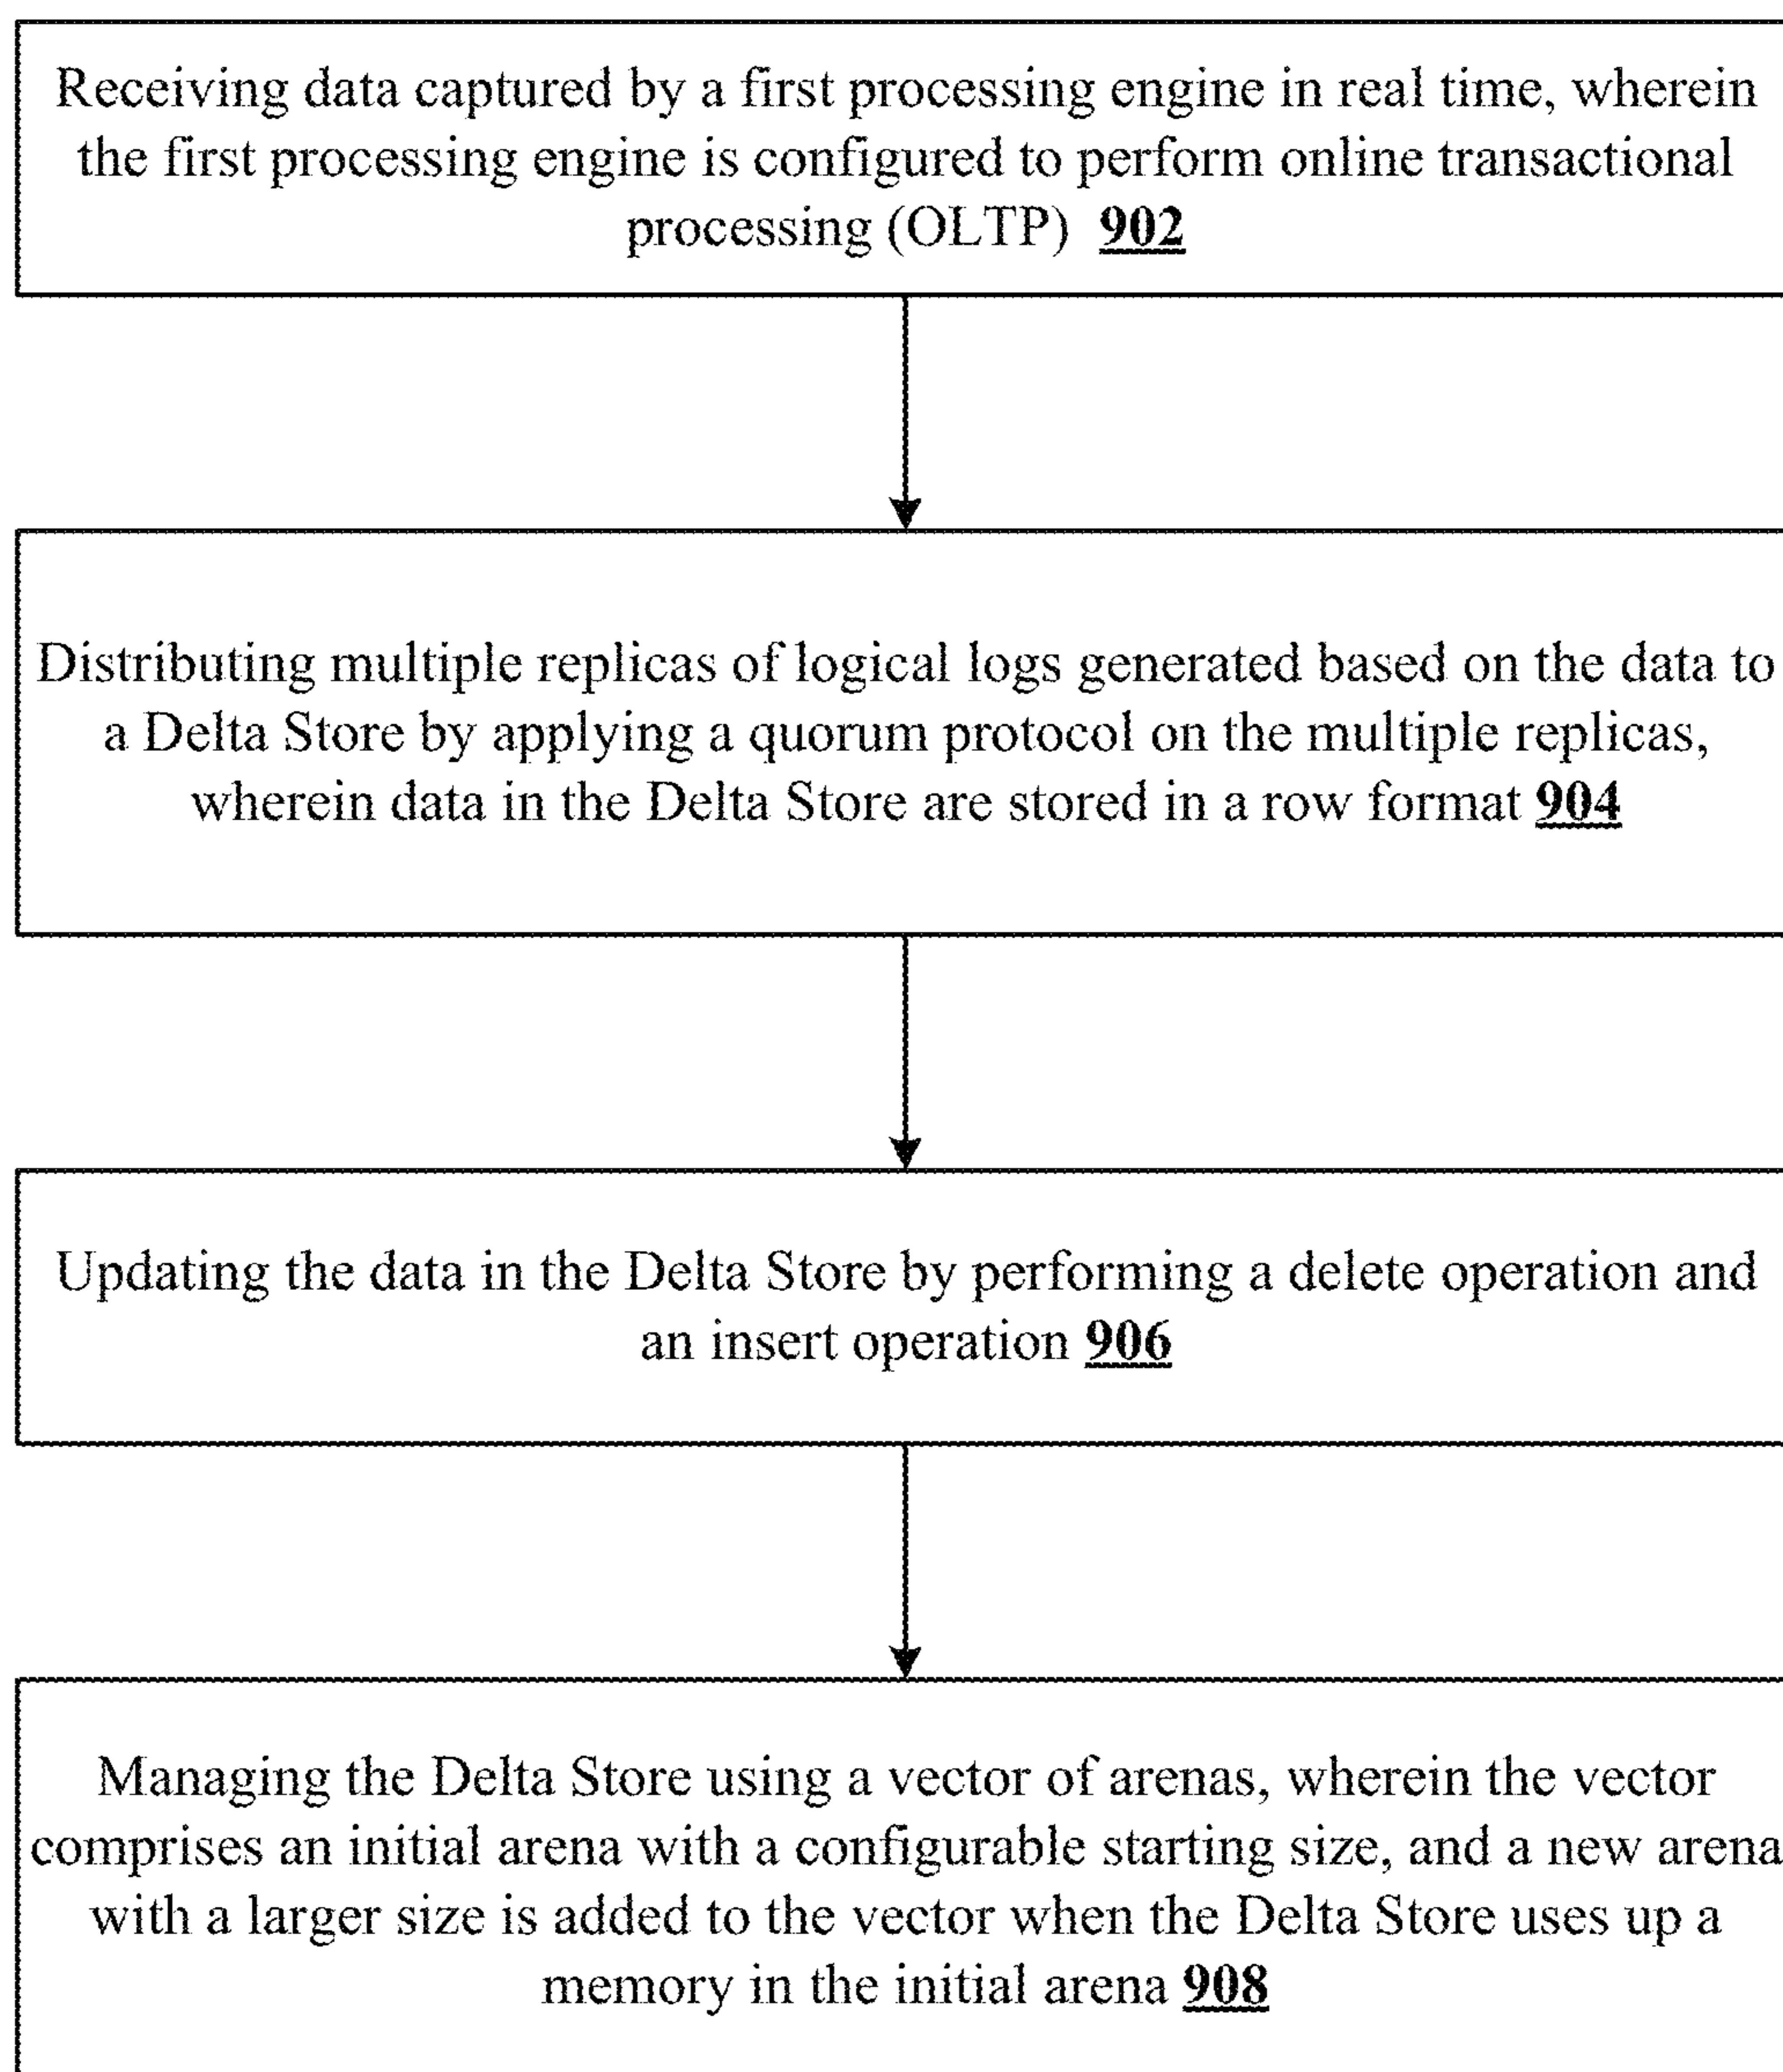 Receiving data captured by a first processing engine in real time, wherein
the first processing engine is configured to perform online transactional
processing (OLTP) 902
Distributing multiple replicas of logical logs generated based on the data to
a Delta Store by applying a quorum protocol on the multiple replicas,
wherein data in the Delta Store are stored in a row format 904
Updating the data in the Delta Store by performing a delete operation and
an insert operation 906
Managing the Delta Store using a vector of arenas, wherein the vector
comprises an initial arena with a configurable starting size, and a new arena
with a larger size is added to the vector when the Delta Store uses up a
memory in the initial arena 908